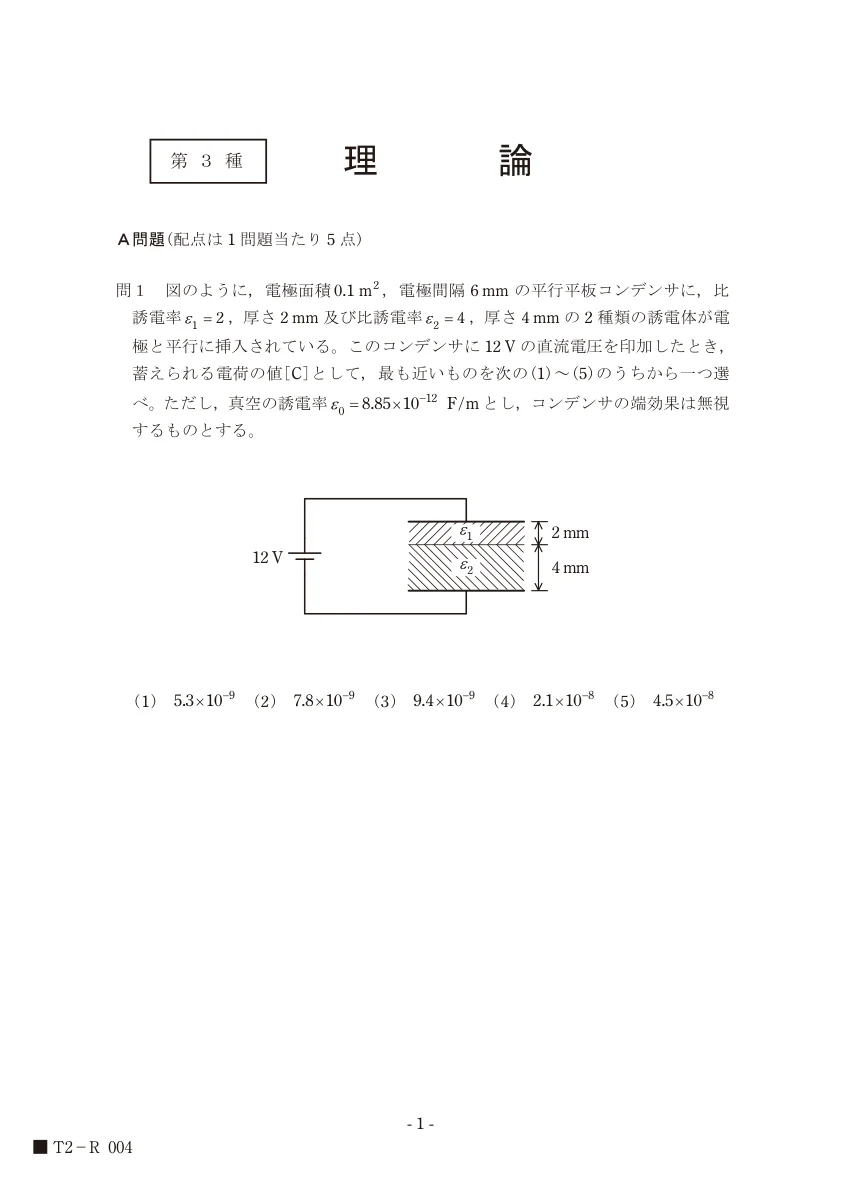 第 3 種 理 論
A問題(配点は 1 問題当たり 5 点)
問 1 図のように,電極面積 0.1 m²,電極間隔 6 mm の平行平板コンデンサに,比
誘電率 ε₁ = 2 ,厚さ 2 mm 及び比誘電率 ε₂ = 4 ,厚さ 4 mm の 2 種類の誘電体が電
極と平行に挿入されている。このコンデンサに 12 V の直流電圧を印加したとき,
蓄えられる電荷の値[C]として,最も近いものを次の(1)~(5)のうちから一つ選
べ。ただし,真空の誘電率 ε₀ = 8.85×10⁻¹² F/m とし,コンデンサの端効果は無視
するものとする。
ε₁ 2 mm
12 V
ε₂ 4 mm
(1) 5.3×10⁻⁹ (2) 7.8×10⁻⁹ (3) 9.4×10⁻⁹ (4) 2.1×10⁻⁸ (5) 4.5×10⁻⁸
- 1 -
■ T2-R 004